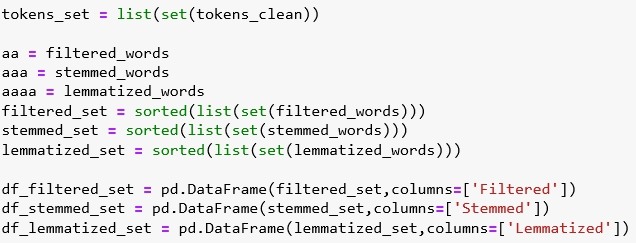 tokens_set = list(set(tokens_clean))
aa = filtered_words
aaa = stemmed_words
aaaa = lemmatized_words
filtered_set = sorted(list(set(filtered_words)))
stemmed_set = sorted(list(set(stemmed_words)))
lemmatized_set = sorted(list(set(lemmatized_words)))
df_filtered_set = pd.DataFrame(filtered_set,columns=['Filtered'])
df_stemmed_set = pd.DataFrame(stemmed_set,columns=['Stemmed'])
df_lemmatized_set = pd.DataFrame(lemmatized_set,columns=['Lemmatized'])